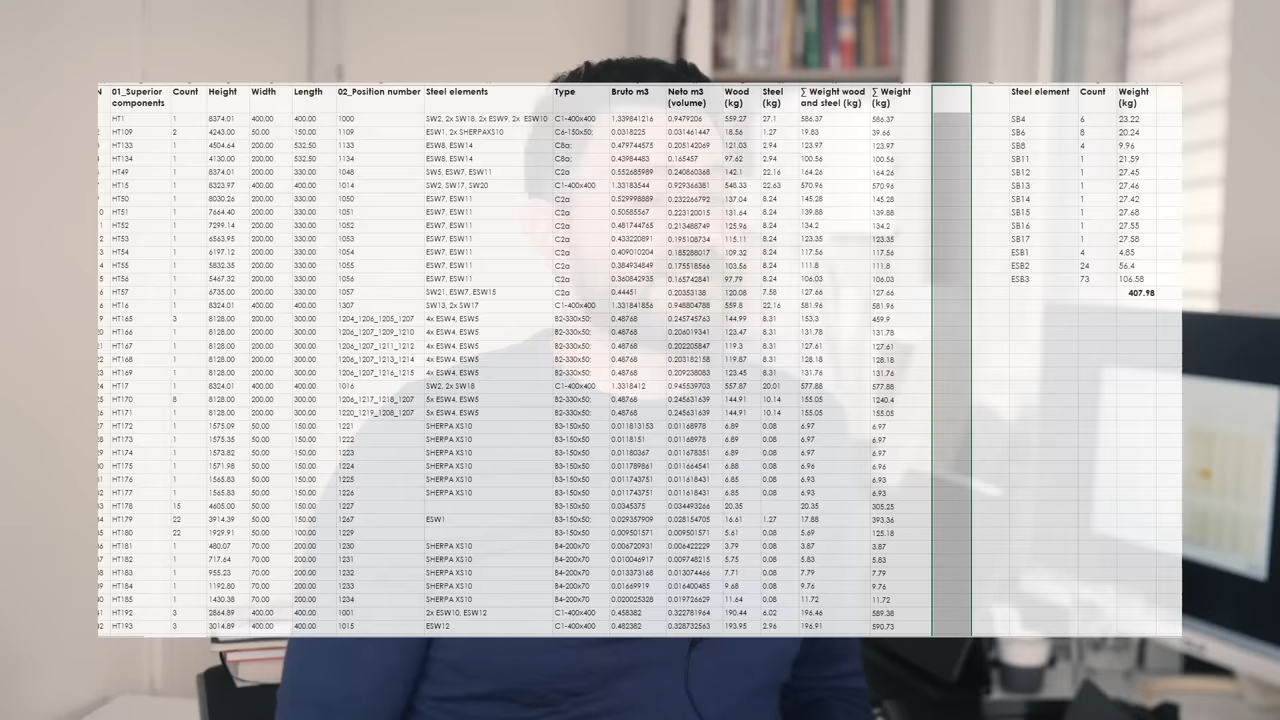 N 01_Superior components Count Height Width Length 02_Position number Steel elements Type Bruto m3 Neto m3 (volume) Wood (kg) Steel (kg) ∑ Weight wood and steel (kg) ∑ Weight (kg) Steel element Count Weight (kg)
HT1 1 8374.01 400.00 400.00 1000 SW2, 2x SW18, 2x ESW9, 2x ESW10 C1-400x400 1.339841216 0.9479206 559.27 27.1 586.37 586.37 SB4 6 23.22
HT109 2 4243.00 50.00 150.00 1109 ESW1, 2x SHERPAXS10 C6-150x50; 0.0318225 0.031461447 18.56 1.27 19.83 39.66 SB6 8 20.24
HT133 1 4504.64 200.00 532.50 1133 ESW8, ESW14 C8a; 0.479744575 0.205142069 121.03 2.94 123.97 123.97 SB8 4 9.96
HT134 1 4130.00 200.00 532.50 1134 ESW8, ESW14 C8a; 0.43984483 0.165457 97.62 2.94 100.56 100.56 SB11 1 21.59
HT49 1 8374.01 200.00 330.00 1048 SW5, ESW7, ESW11 C2a 0.552685989 0.240860368 142.1 22.16 164.26 164.26 SB12 1 27.45
HT15 1 8323.97 400.00 400.00 1014 SW2, SW17, SW20 C1-400x400 1.33183544 0.929366381 548.33 22.63 570.96 570.96 SB13 1 27.46
HT50 1 8030.26 200.00 330.00 1050 ESW7, ESW11 C2a 0.529998889 0.232266792 137.04 8.24 145.28 145.28 SB14 1 27.42
HT51 1 7664.40 200.00 330.00 1051 ESW7, ESW11 C2a 0.50585567 0.223120015 131.64 8.24 139.88 139.88 SB15 1 27.68
HT52 1 7299.14 200.00 330.00 1052 ESW7, ESW11 C2a 0.481744765 0.213488749 125.96 8.24 134.2 134.2 SB16 1 27.55
HT53 1 6563.95 200.00 330.00 1053 ESW7, ESW11 C2a 0.433220891 0.195108734 115.11 8.24 123.35 123.35 SB17 1 27.58
HT54 1 6197.12 200.00 330.00 1054 ESW7, ESW11 C2a 0.409010204 0.185288017 109.32 8.24 117.56 117.56 ESB1 4 4.85
HT55 1 5832.35 200.00 330.00 1055 ESW7, ESW11 C2a 0.384934849 0.175518566 103.56 8.24 111.8 111.8 ESB2 24 56.4
HT56 1 5467.32 200.00 330.00 1056 ESW7, ESW11 C2a 0.360842935 0.165742841 97.79 8.24 106.03 106.03 ESB3 73 106.58
HT57 1 6735.00 200.00 330.00 1057 SW21, ESW7, ESW15 C2a 0.44451 0.20353138 120.08 7.58 127.66 127.66 407.98
HT16 1 8324.01 400.00 400.00 1307 SW13, 2x SW17 C1-400x400 1.331841856 0.948804788 559.8 22.16 581.96 581.96
HT165 3 8128.00 200.00 300.00 1204_1206_1205_1207 4x ESW4, ESW5 B2-330x50; 0.48768 0.245745763 144.99 8.31 153.3 459.9
HT166 1 8128.00 200.00 300.00 1206_1207_1209_1210 4x ESW4, ESW5 B2-330x50; 0.48768 0.206019341 123.47 8.31 131.78 131.78
HT167 1 8128.00 200.00 300.00 1206_1207_1211_1212 4x ESW4, ESW5 B2-330x50; 0.48768 0.202205847 119.3 8.31 127.61 127.61
HT168 1 8128.00 200.00 300.00 1206_1207_1213_1214 4x ESW4, ESW5 B2-330x50; 0.48768 0.203182158 119.87 8.31 128.18 128.18
HT169 1 8128.00 200.00 300.00 1206_1207_1216_1215 4x ESW4, ESW5 B2-330x50; 0.48768 0.209238083 123.45 8.31 131.76 131.76
HT17 1 8324.01 400.00 400.00 1016 SW2, 2x SW18 C1-400x400 1.3318412 0.945539703 557.87 20.01 577.88 577.88
HT170 8 8128.00 200.00 300.00 1206_1217_1218_1207 5x ESW4, ESW5 B2-330x50; 0.48768 0.245631639 144.91 10.14 155.05 1240.4
HT171 1 8128.00 200.00 300.00 1220_1219_1208_1207 5x ESW4, ESW5 B2-330x50; 0.48768 0.245631639 144.91 10.14 155.05 155.05
HT172 1 1575.09 50.00 150.00 1221 SHERPA XS10 B3-150x50 0.011813153 0.01168978 6.89 0.08 6.97 6.97
HT173 1 1575.35 50.00 150.00 1222 SHERPA XS10 B3-150x50 0.0118151 0.01168978 6.89 0.08 6.97 6.97
HT174 1 1573.82 50.00 150.00 1223 SHERPA XS10 B3-150x50 0.01180367 0.011678351 6.89 0.08 6.97 6.97
HT175 1 1571.98 50.00 150.00 1224 SHERPA XS10 B3-150x50 0.011789861 0.011664541 6.88 0.08 6.96 6.96
HT176 1 1565.83 50.00 150.00 1225 SHERPA XS10 B3-150x50 0.011743751 0.011618431 6.85 0.08 6.93 6.93
HT177 1 1565.83 50.00 150.00 1226 SHERPA XS10 B3-150x50 0.011743751 0.011618431 6.85 0.08 6.93 6.93
HT178 15 4605.00 50.00 150.00 1227 0.0345375 0.034493266 20.35 20.35 305.25
HT179 22 3914.39 50.00 150.00 1267 ESW1 B3-150x50; 0.029357909 0.028154705 16.61 1.27 17.88 393.36
HT180 22 1929.91 50.00 100.00 1229 B3-150x50; 0.009501571 0.009501571 5.61 0.08 5.69 125.18
HT181 1 480.07 70.00 200.00 1230 SHERPA XS10 B4-200x70 0.006720931 0.006422229 3.79 0.08 3.87 3.87
HT182 1 717.64 70.00 200.00 1231 SHERPA XS10 B4-200x70 0.010046917 0.009748215 5.75 0.08 5.83 5.83
HT183 1 955.23 70.00 200.00 1232 SHERPA XS10 B4-200x70 0.013373168 0.013074466 7.71 0.08 7.79 7.79
HT184 1 1192.80 70.00 200.00 1233 SHERPA XS10 B4-200x70 0.01669919 0.016400485 9.68 0.08 9.76 9.76
HT185 1 1430.38 70.00 200.00 1234 SHERPA XS10 B4-200x70 0.020025328 0.019726629 11.64 0.08 11.72 11.72
HT192 3 2864.89 400.00 400.00 1001 2x ESW10, ESW12 C1-400x400 0.458382 0.322781964 190.44 6.02 196.46 589.38
HT193 3 3014.89 400.00 400.00 1015 ESW12 C1-400x400 0.482382 0.328732563 193.95 2.96 196.91 590.73